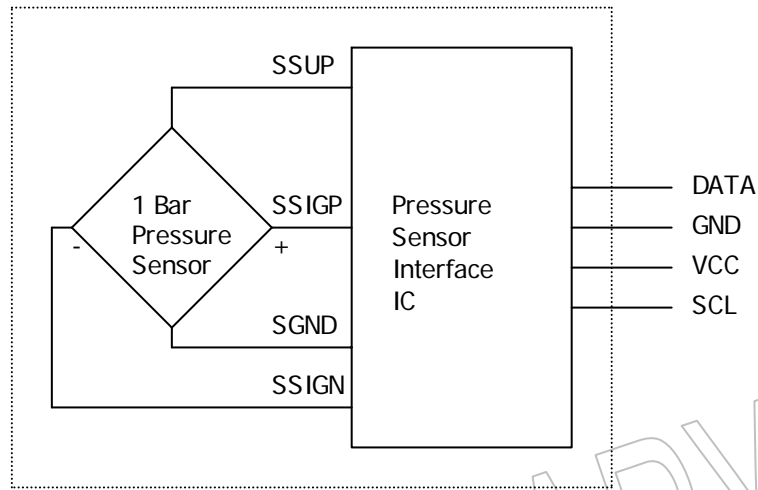 SSUP
1 Bar
Pressure
Sensor
-
+
SSIGP
SGND
SSIGN
Pressure
Sensor
Interface
IC
DATA
GND
VCC
SCL